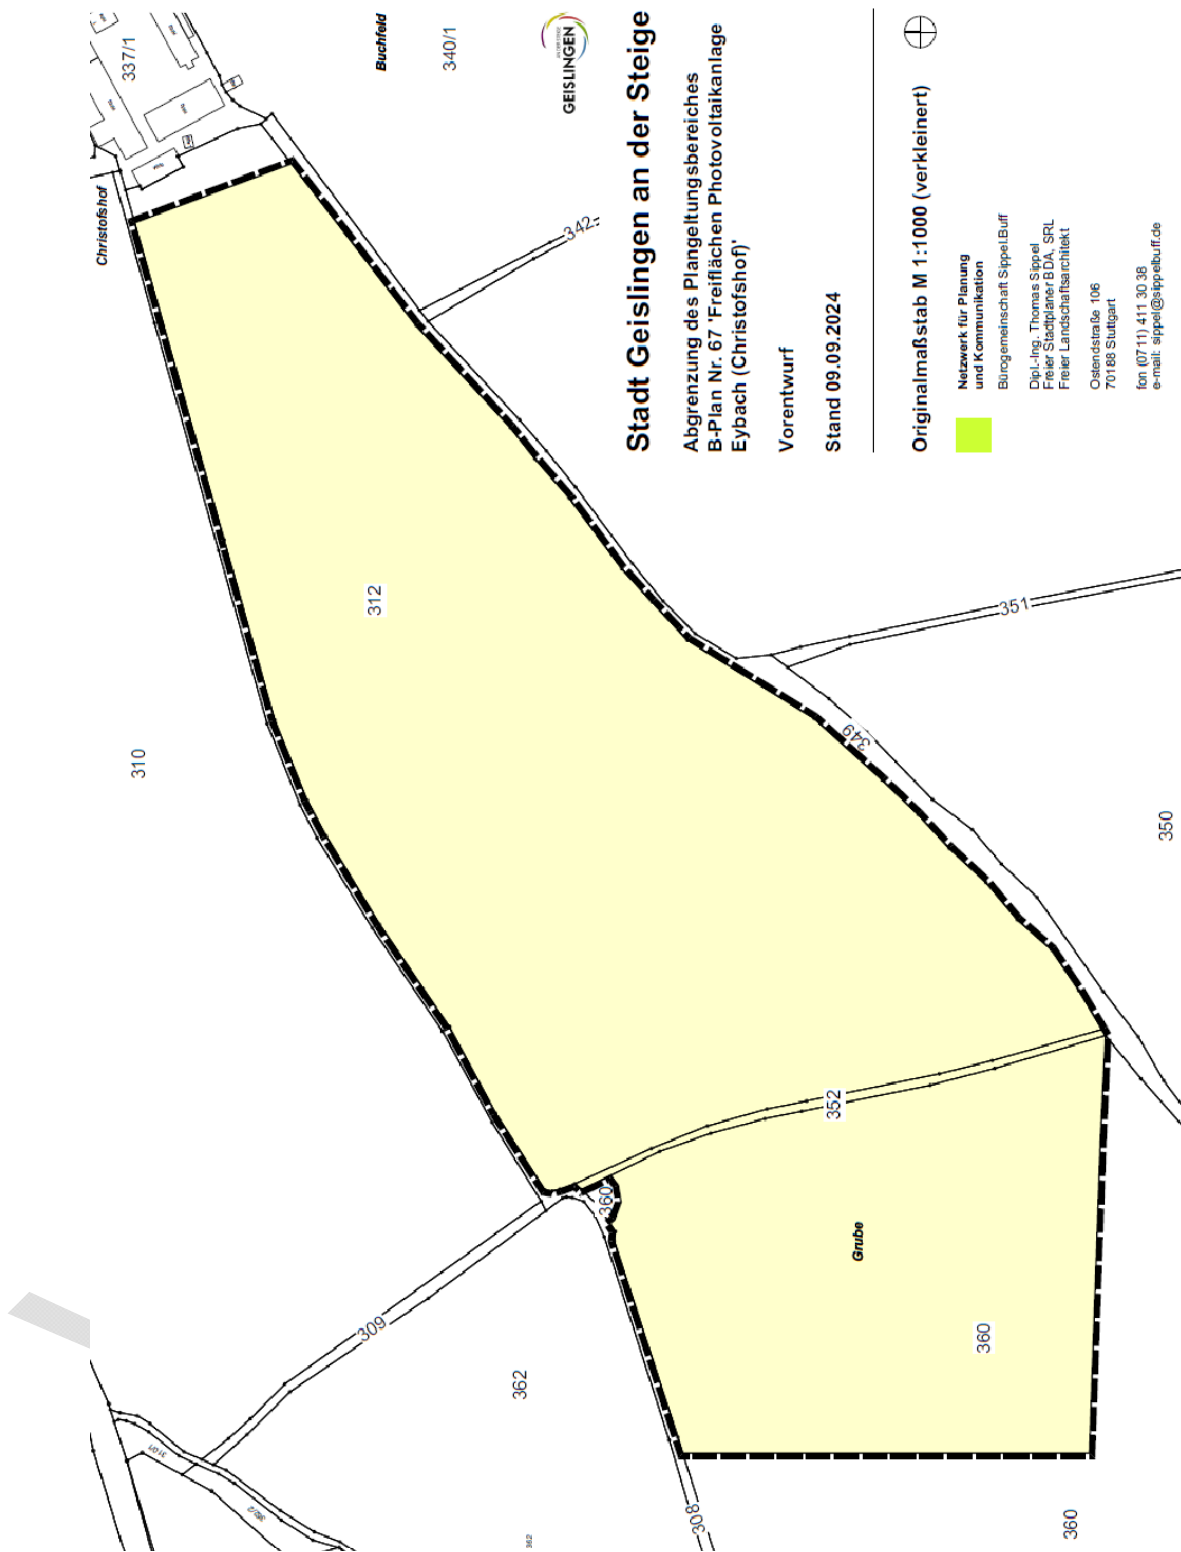 Stadt Geislingen an der Steige
Abgrenzung des Plangeltungsbereiches
B-Plan Nr. 67 'Freiflächen Photovoltaikanlage
Eybach (Christofshof)'
Vorentwurf
Stand 09.09.2024
Originalmaßstab M 1:1000 (verkleinert)
Netzwerk für Planung
und Kommunikation
Bürogemeinschaft Sippel.Buff
Dipl.-Ing. Thomas Sippel
Freier Stadtplaner BDA, SRL
Freier Landschaftsarchitekt
Ostendstraße 106
70188 Stuttgart
fon (0711) 411 30 38
e-mail: sippel@sippelbuff.de
GEISLINGEN
Christofshof
337/1
Buchfeld
340/1
342
312
310
351
349
350
352
360
Grube
360
309
362
308
360
362